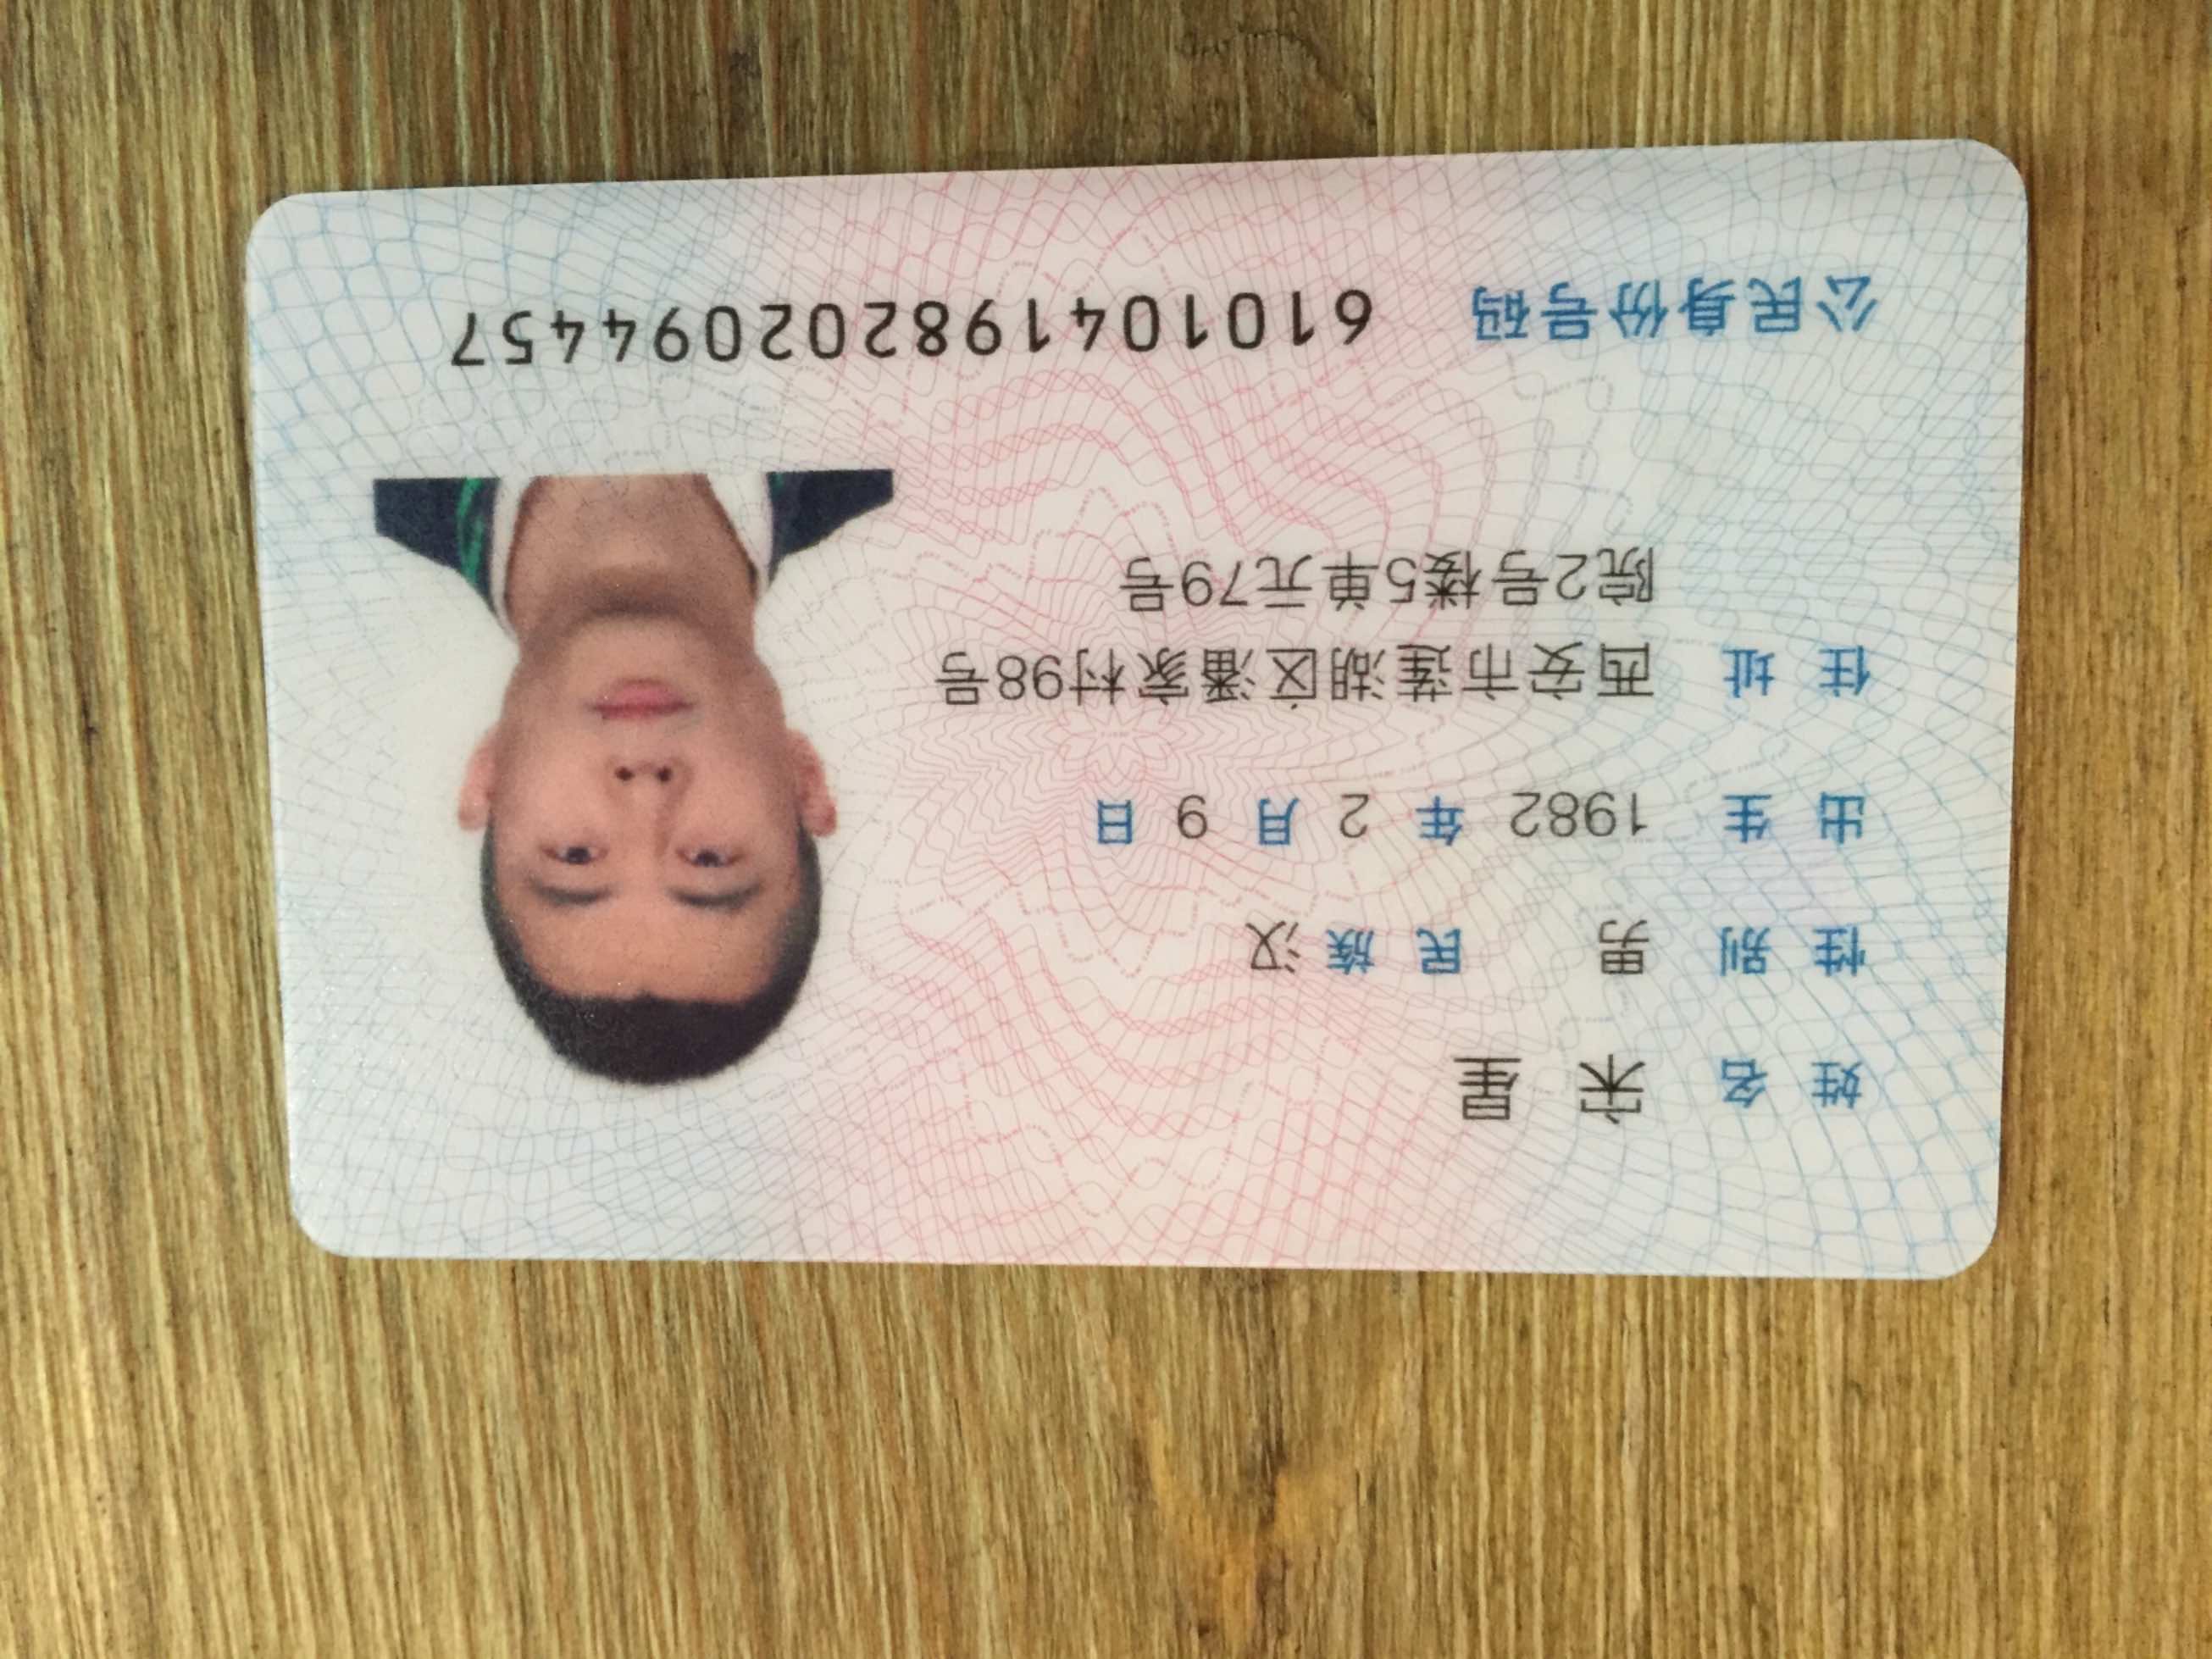 姓名 宋星
性别 男 民族 汉
出生 1982 年 2 月 9 日
住址 西安市莲湖区潘家村98号
院2号楼5单元79号
公民身份号码 610104198202094457